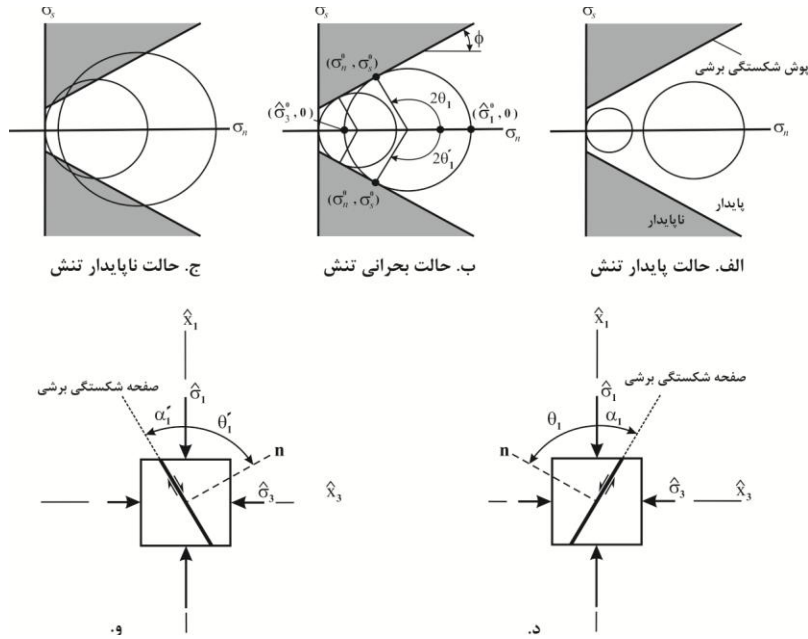 σs
σn
پوش شکستگی برشی
پایدار
ناپایدار
الف. حالت پایدار تنش
σs
ϕ
(σn*, σs*)
2θ1
(σ̂3*, 0)
(σ̂1*, 0)
σn
2θ1′
(σn*, σs*)
ب. حالت بحرانی تنش
σs
σn
ج. حالت ناپایدار تنش
x̂1
صفحه شکستگی برشی
σ̂1
θ1
α1
n
σ̂3
x̂3
د.
x̂1
صفحه شکستگی برشی
σ̂1
α1′
θ1′
n
σ̂3
x̂3
و.